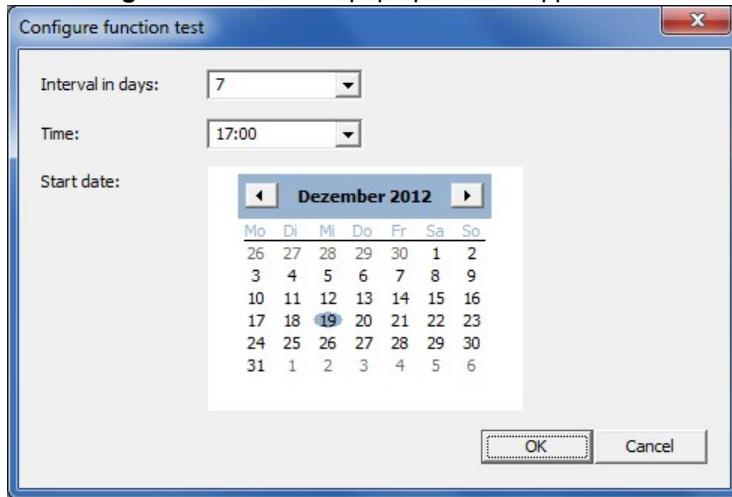 Configure function test
Interval in days: 7
Time: 17:00
Start date:
Dezember 2012
Mo Di Mi Do Fr Sa So
26 27 28 29 30 1 2
3 4 5 6 7 8 9
10 11 12 13 14 15 16
17 18 19 20 21 22 23
24 25 26 27 28 29 30
31 1 2 3 4 5 6
OK Cancel